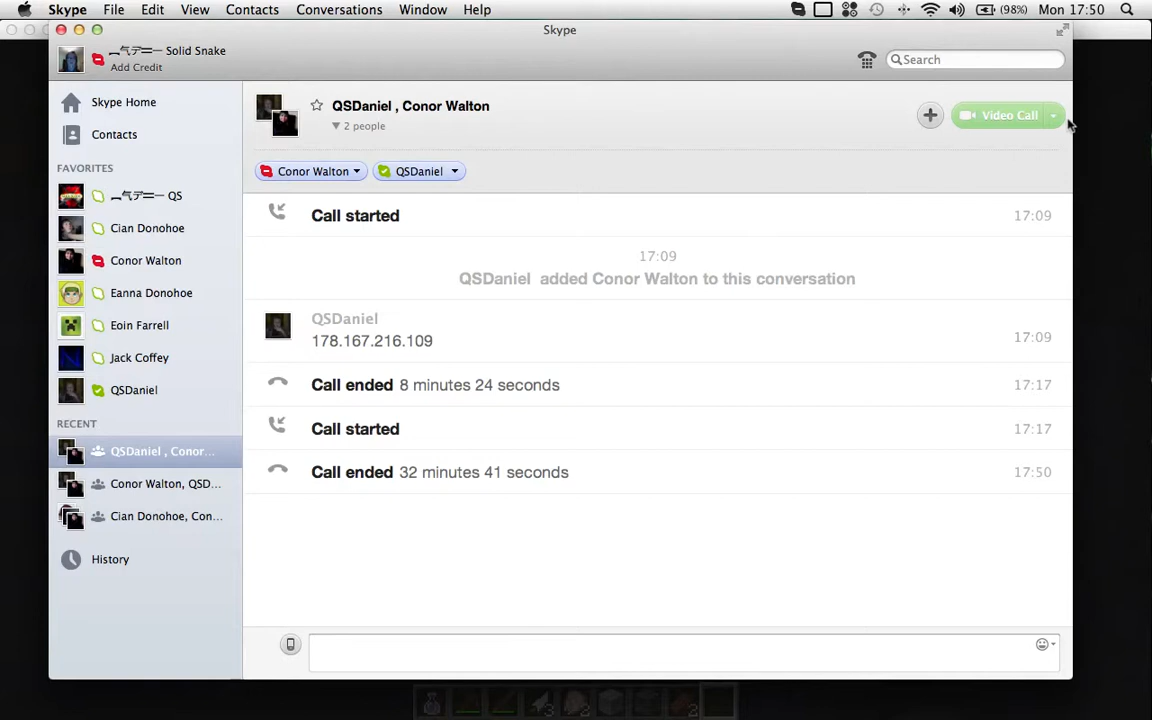 Skype File Edit View Contacts Conversations Window Help (98%) Mon 17:50
Skype
Solid Snake
Add Credit
Search
Skype Home
Contacts
FAVORITES
QS
Cian Donohoe
Conor Walton
Eanna Donohoe
Eoin Farrell
Jack Coffey
QSDaniel
RECENT
QSDaniel , Conor...
Conor Walton, QSD...
Cian Donohoe, Con...
History
QSDaniel , Conor Walton
2 people
Video Call
Conor Walton QSDaniel
Call started 17:09
17:09
QSDaniel added Conor Walton to this conversation
QSDaniel
178.167.216.109 17:09
Call ended 8 minutes 24 seconds 17:17
Call started 17:17
Call ended 32 minutes 41 seconds 17:50
3 2 2